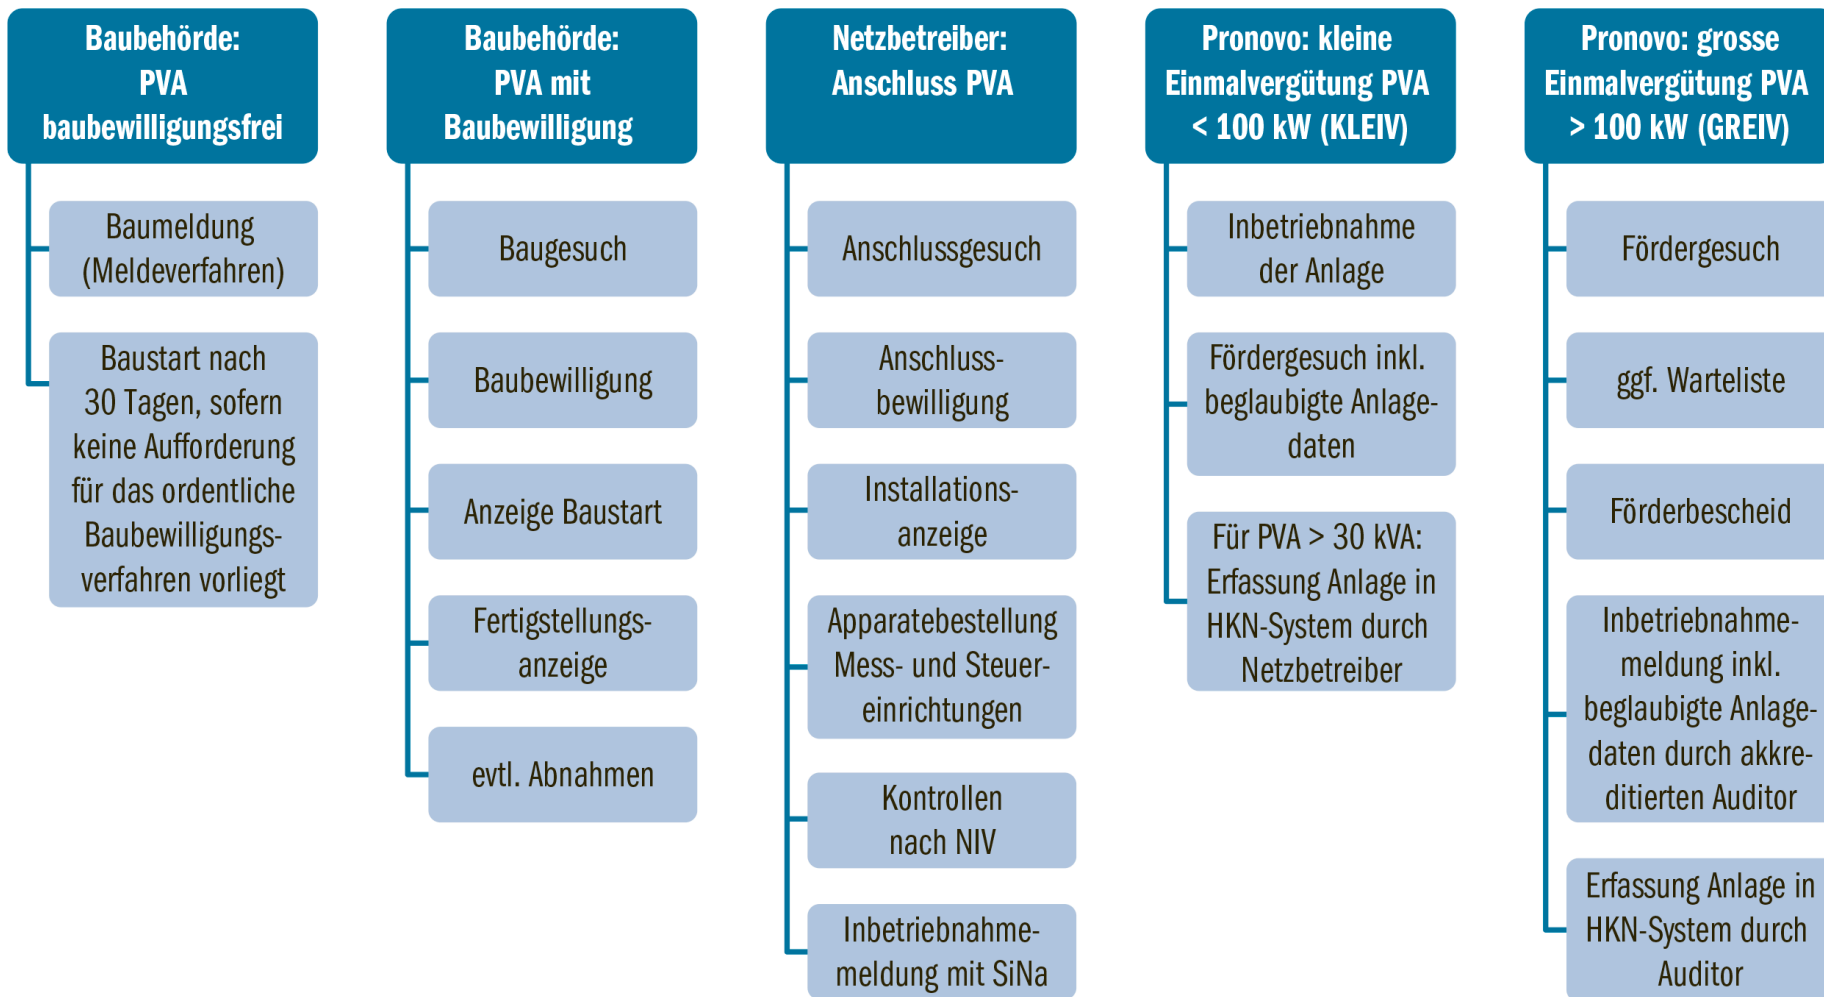 Baubehörde:
PVA
baubewilligungsfrei
Baumeldung
(Meldeverfahren)
Baustart nach
30 Tagen, sofern
keine Aufforderung
für das ordentliche
Baubewilligungs-
verfahren vorliegt
Baubehörde:
PVA mit
Baubewilligung
Baugesuch
Baubewilligung
Anzeige Baustart
Fertigstellungs-
anzeige
evtl. Abnahmen
Netzbetreiber:
Anschluss PVA
Anschlussgesuch
Anschluss-
bewilligung
Installations-
anzeige
Apparatebestellung
Mess- und Steuer-
einrichtungen
Kontrollen
nach NIV
Inbetriebnahme-
meldung mit SiNa
Pronovo: kleine
Einmalvergütung PVA
< 100 kW (KLEIV)
Inbetriebnahme
der Anlage
Fördergesuch inkl.
beglaubigte Anlage-
daten
Für PVA > 30 kVA:
Erfassung Anlage in
HKN-System durch
Netzbetreiber
Pronovo: grosse
Einmalvergütung PVA
> 100 kW (GREIV)
Fördergesuch
ggf. Warteliste
Förderbescheid
Inbetriebnahme-
meldung inkl.
beglaubigte Anlage-
daten durch akkre-
ditierten Auditor
Erfassung Anlage in
HKN-System durch
Auditor